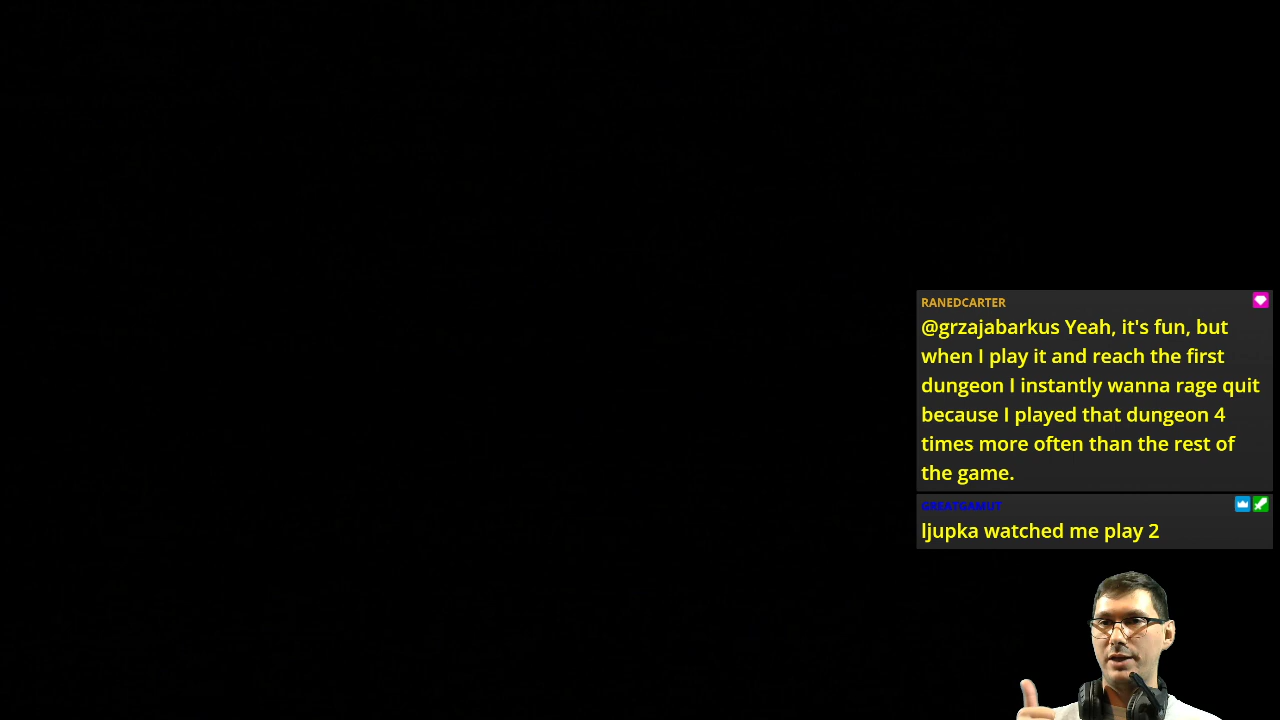 RANEDCARTER
@grzajabarkus Yeah, it's fun, but
when I play it and reach the first
dungeon I instantly wanna rage quit
because I played that dungeon 4
times more often than the rest of
the game.
GREATGAMUT
ljupka watched me play 2